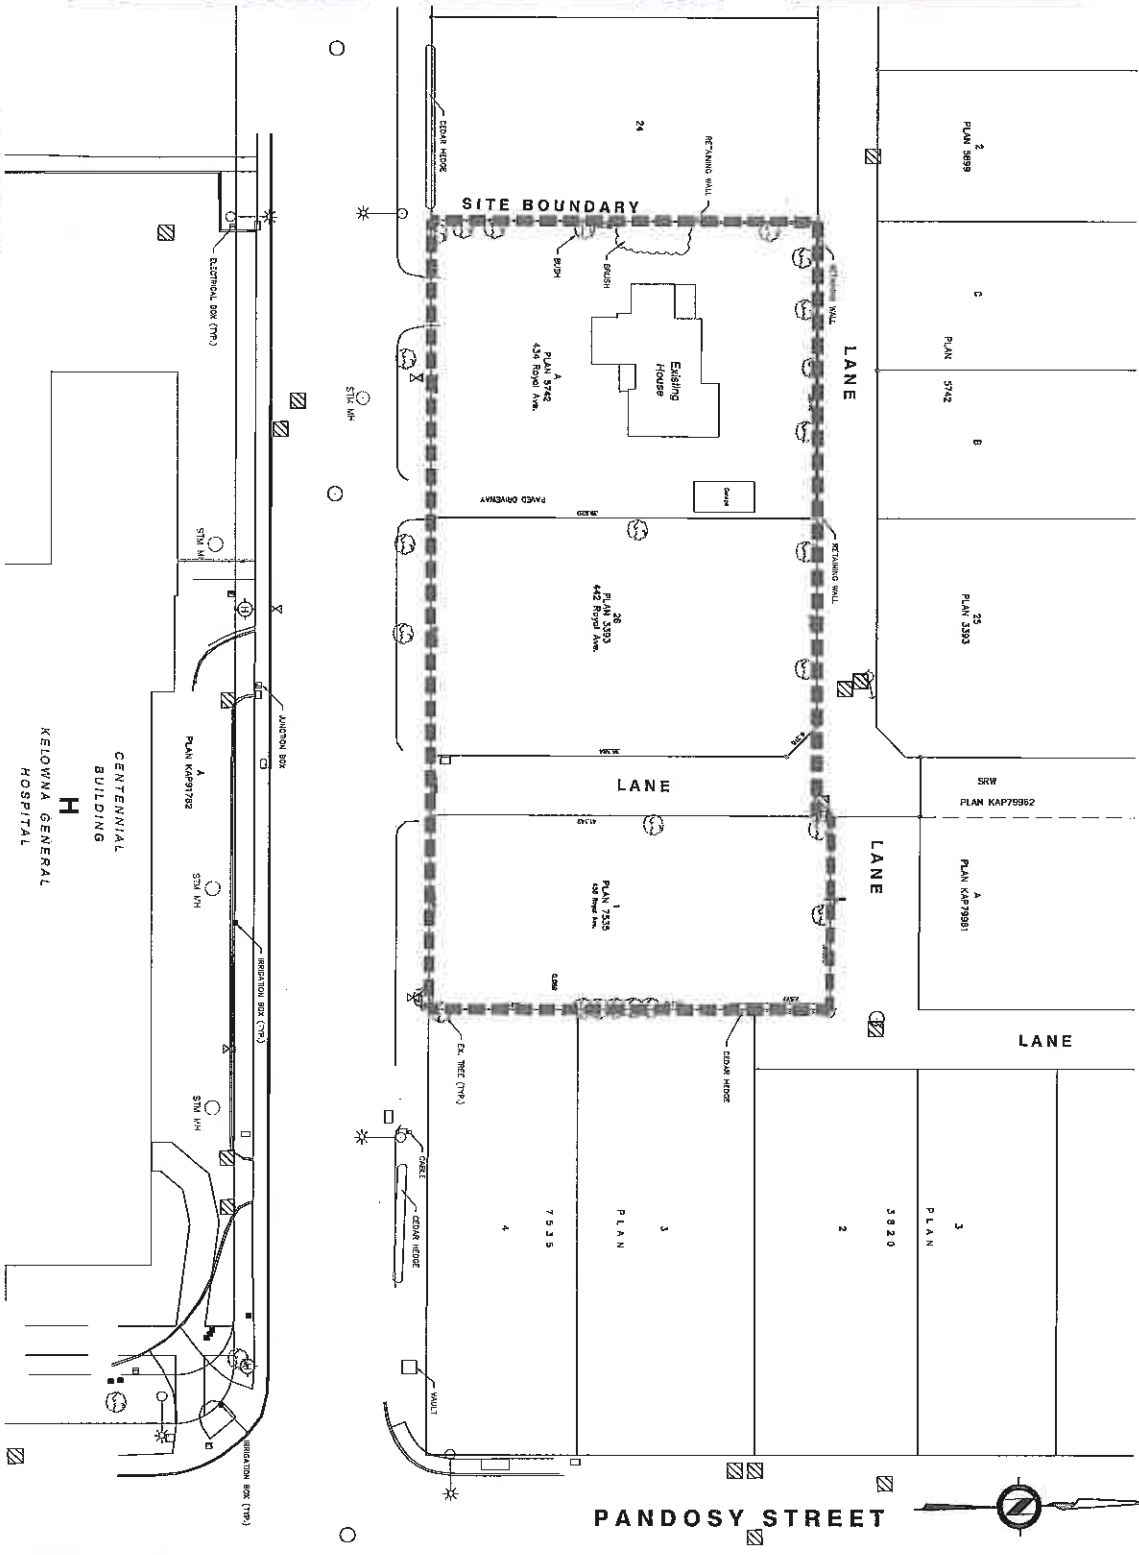 2
PLAN 5699
24
CEDAR HEDGE
RETAINING WALL
SITE BOUNDARY
ELECTRICAL BOX (TYP.)
BUSH
BRUSH
RETAINING WALL
C
PLAN 5742
B
LANE
A
PLAN 5742
434 Royal Ave.
Existing
House
STM MH
Garage
PAVED DRIVEWAY
STM MH
RETAINING WALL
26
PLAN 3393
442 Royal Ave.
25
PLAN 3393
JUNCTION BOX
A
PLAN KAP91782
CENTENNIAL
BUILDING
H
KELOWNA GENERAL
HOSPITAL
LANE
SRW
PLAN KAP79962
LANE
A
PLAN KAP79981
1
PLAN 7535
STM MH
IRRIGATION BOX (TYP.)
EX. TREE (TYP.)
CEDAR HEDGE
LANE
STM MH
CABLE
CEDAR HEDGE
4
7535
PLAN
3
2
3820
PLAN
3
VAULT
IRRIGATION BOX (TYP.)
PANDOSY STREET